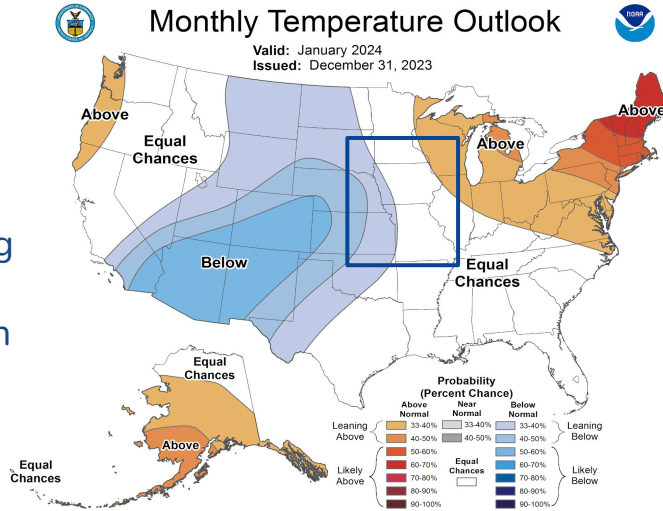 Monthly Temperature Outlook
NOAA
Valid: January 2024
Issued: December 31, 2023
Above
Equal
Chances
Above
Above
g
n
Below
Equal
Chances
Equal
Chances
Above
Equal
Chances
Probability
(Percent Chance)
Above
Normal
Near
Normal
Below
Normal
Leaning
Above
33-40%
33-40%
33-40%
Leaning
Below
40-50%
40-50%
40-50%
Likely
Above
50-60%
50-60%
60-70%
60-70%
70-80%
70-80%
80-90%
80-90%
90-100%
90-100%
Equal
Chances
Likely
Below